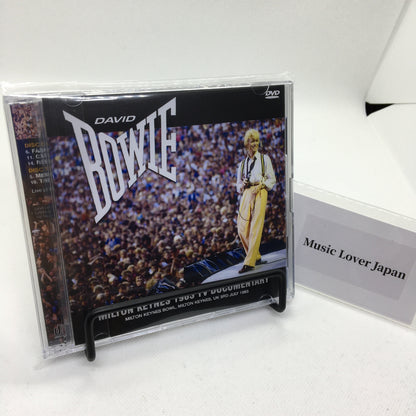 DVD
DAVID
BOWIE
MILTON KEYNES 1983 TV DOCUMENTARY
MILTON KEYNES BOWL, MILTON KEYNES, UK 3RD JULY 1983
Music Lover Japan